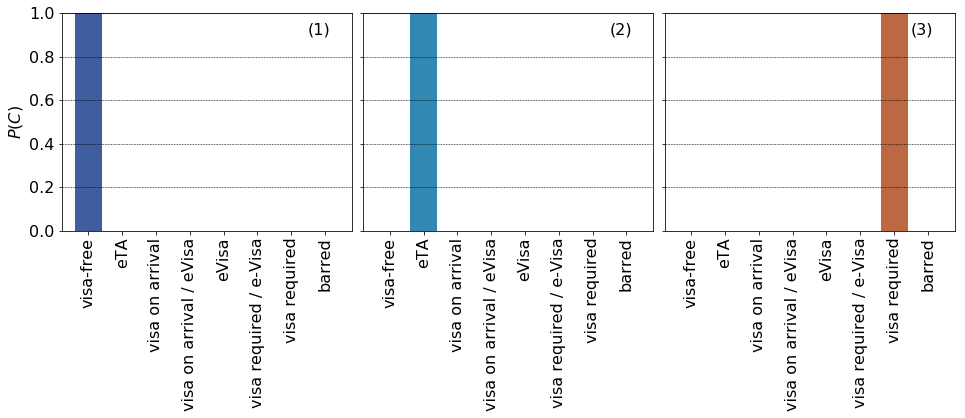 (1)
(2)
(3)
P(C)
1.0
0.8
0.6
0.4
0.2
0.0
visa-free
eTA
visa on arrival
visa on arrival / eVisa
eVisa
visa required / e-Visa
visa required
barred
visa-free
eTA
visa on arrival
visa on arrival / eVisa
eVisa
visa required / e-Visa
visa required
barred
visa-free
eTA
visa on arrival
visa on arrival / eVisa
eVisa
visa required / e-Visa
visa required
barred